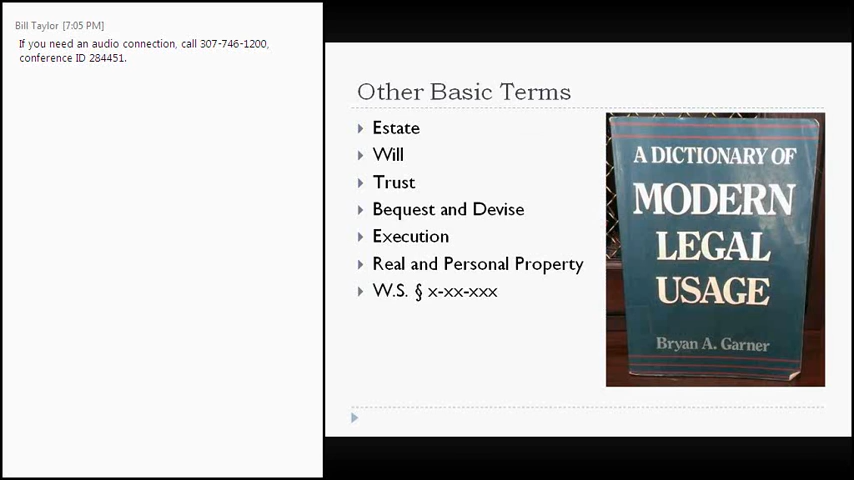 Bill Taylor [7:05 PM]
If you need an audio connection, call 307-746-1200,
conference ID 284451.
Other Basic Terms
Estate
Will
Trust
Bequest and Devise
Execution
Real and Personal Property
W.S. § x-xx-xxx
A DICTIONARY OF
MODERN
LEGAL
USAGE
Bryan A. Garner